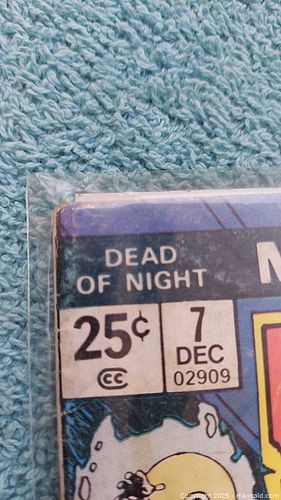 DEAD
OF NIGHT
M
25¢
7
DEC
02909
CC
Copyright 2025 - maxsold.com